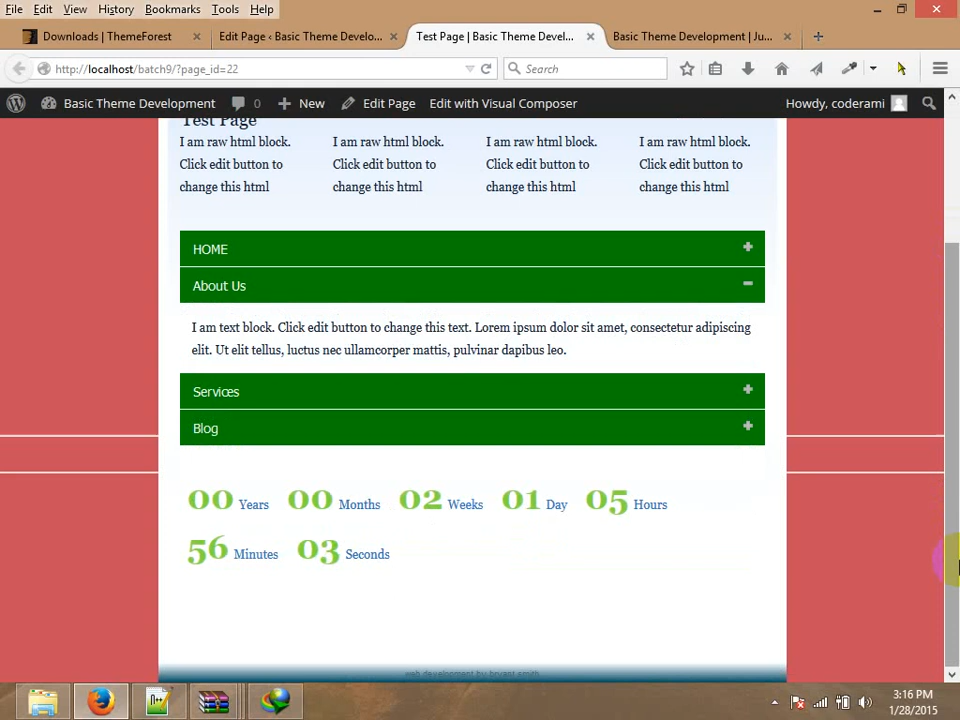 File Edit View History Bookmarks Tools Help
Downloads | ThemeForest × Edit Page ‹ Basic Theme Develo... × Test Page | Basic Theme Devel... × Basic Theme Development | Ju... ×
http://localhost/batch9/?page_id=22 Search
Basic Theme Development 0 New Edit Page Edit with Visual Composer Howdy, coderami
Test Page
I am raw html block. I am raw html block. I am raw html block. I am raw html block.
Click edit button to Click edit button to Click edit button to Click edit button to
change this html change this html change this html change this html
HOME
About Us
I am text block. Click edit button to change this text. Lorem ipsum dolor sit amet, consectetur adipiscing
elit. Ut elit tellus, luctus nec ullamcorper mattis, pulvinar dapibus leo.
Services
Blog
00 Years 00 Months 02 Weeks 01 Day 05 Hours
56 Minutes 03 Seconds
web development by bryant smith
3:16 PM
1/28/2015